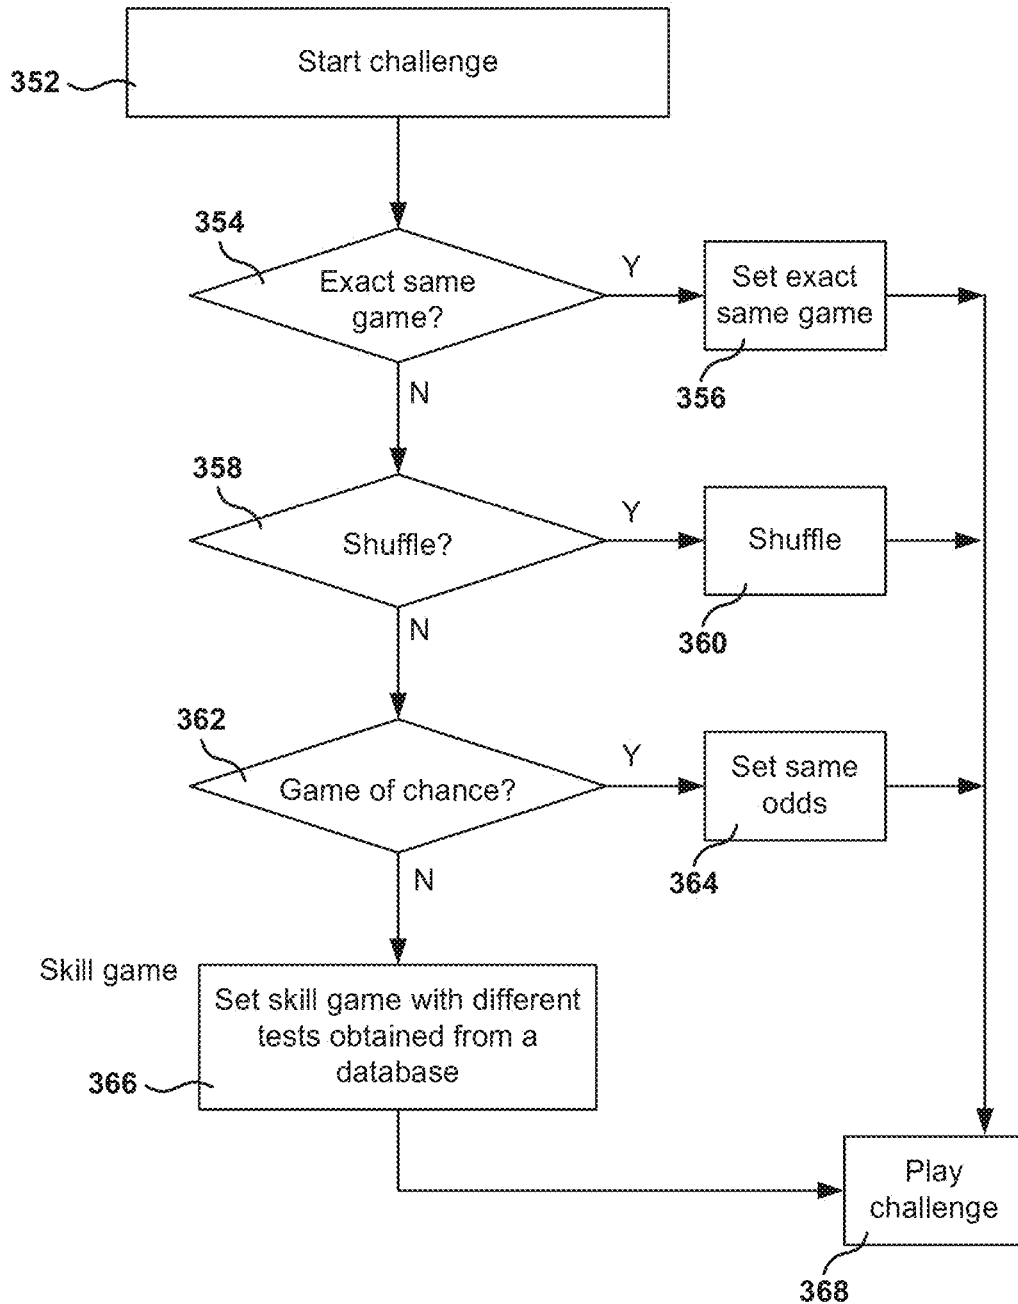 Start challenge
352
354
Exact same
game?
Y
Set exact
same game
356
N
358
Shuffle?
Y
Shuffle
360
N
362
Game of chance?
Y
Set same
odds
364
N
Skill game
Set skill game with different
tests obtained from a
database
366
Play
challenge
368